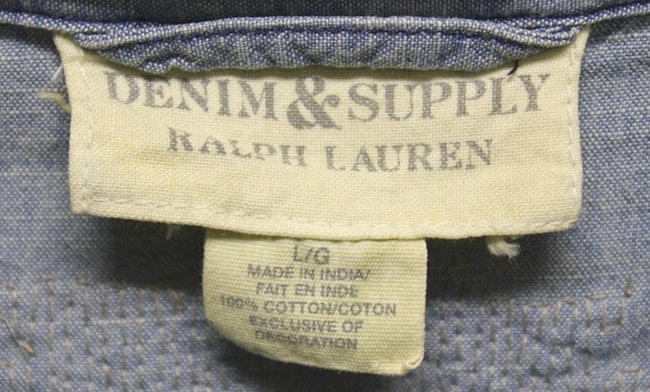 DENIM & SUPPLY
RALPH LAUREN
L/G
MADE IN INDIA/
FAIT EN INDE
100% COTTON/COTON
EXCLUSIVE OF
DECORATION